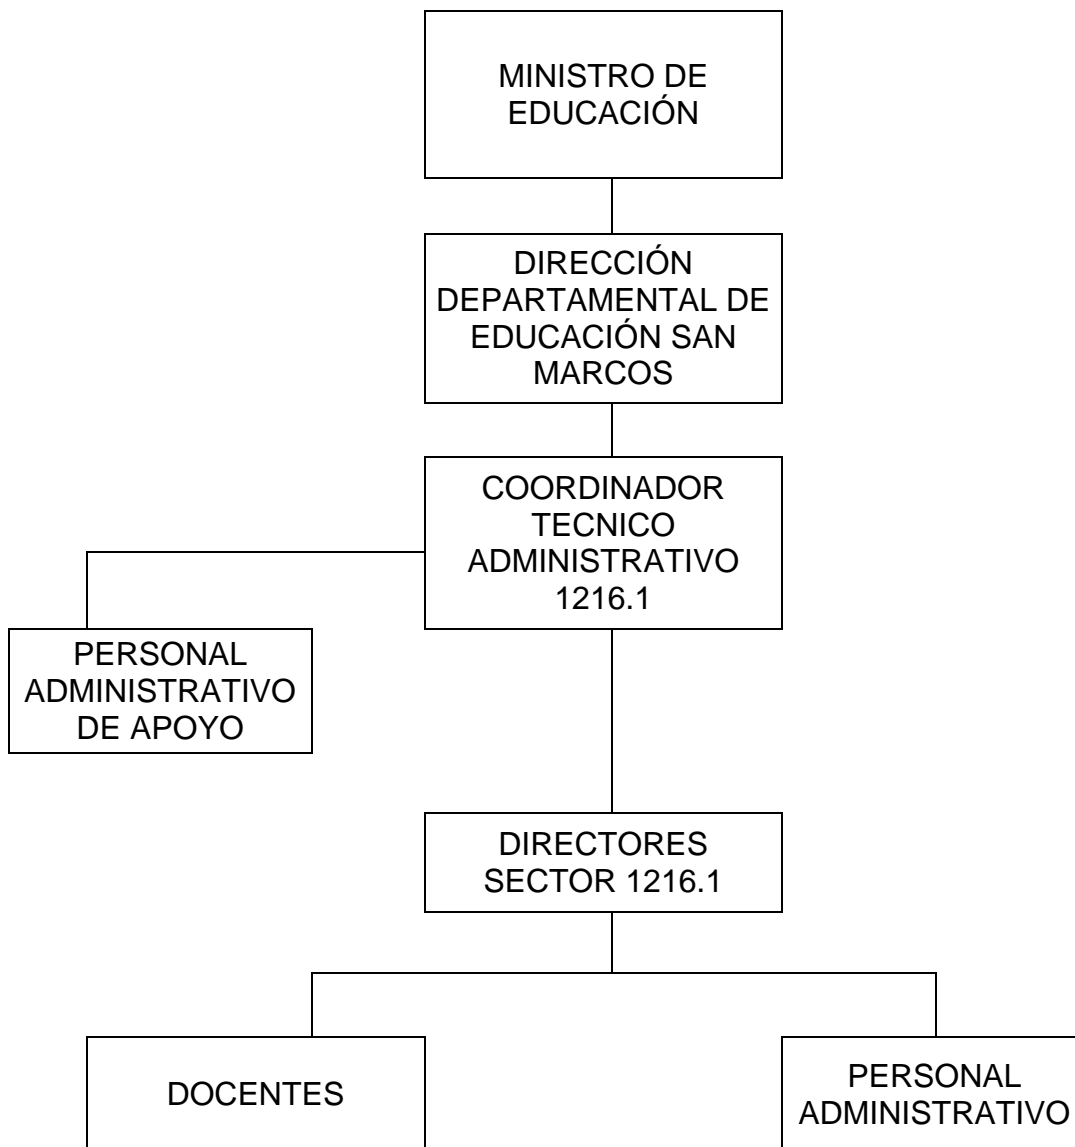 MINISTRO DE
EDUCACIÓN
DIRECCIÓN
DEPARTAMENTAL DE
EDUCACIÓN SAN
MARCOS
COORDINADOR
TECNICO
ADMINISTRATIVO
1216.1
PERSONAL
ADMINISTRATIVO
DE APOYO
DIRECTORES
SECTOR 1216.1
DOCENTES
PERSONAL
ADMINISTRATIVO